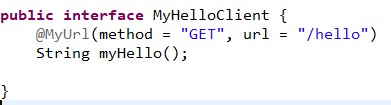 public interface MyHelloClient {
    @MyUrl(method = "GET", url = "/hello")
    String myHello();
}